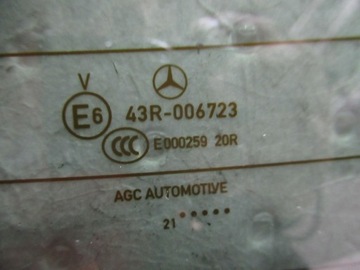 V
E6 43R-006723
CCC E000259 20R
AGC AUTOMOTIVE
21